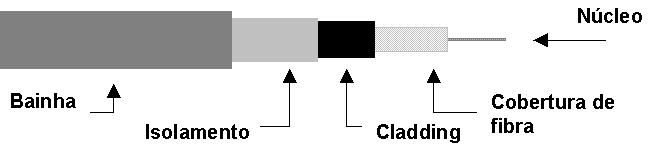 Núcleo
Bainha
Isolamento
Cladding
Cobertura de
fibra